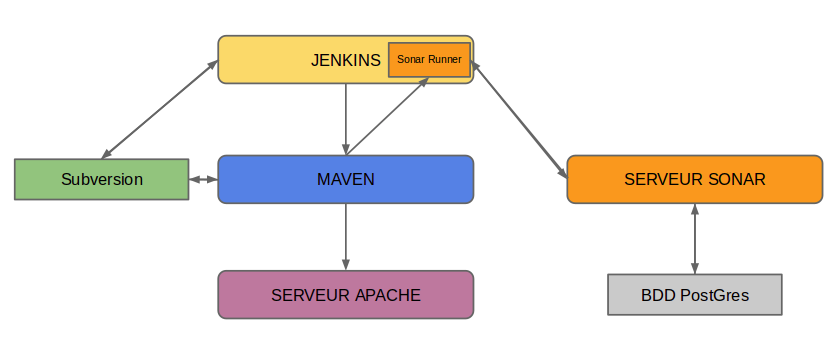 JENKINS
Sonar Runner
Subversion
MAVEN
SERVEUR SONAR
SERVEUR APACHE
BDD PostGres